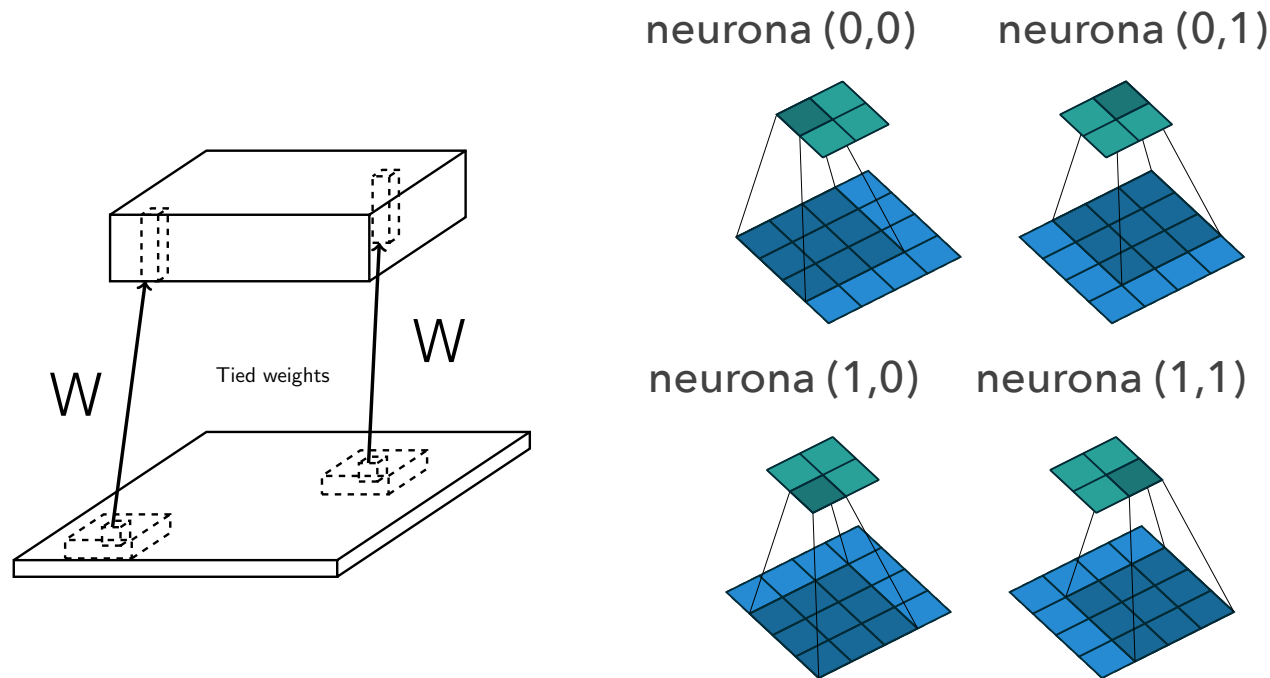 neurona (0,0)
neurona (0,1)
W
W
Tied weights
neurona (1,0)
neurona (1,1)